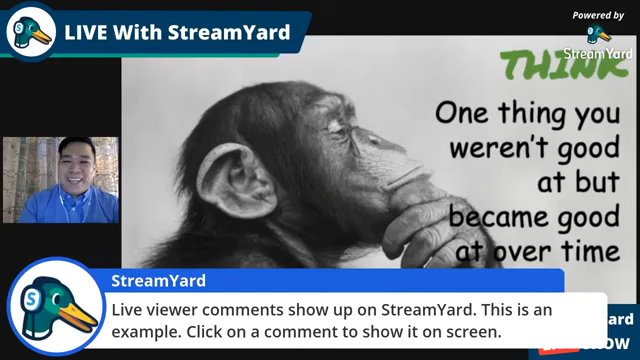 LIVE With StreamYard
Powered by
StreamYard
THINK
One thing you
weren't good
at but
became good
at over time
StreamYard
Live viewer comments show up on StreamYard. This is an
example. Click on a comment to show it on screen.